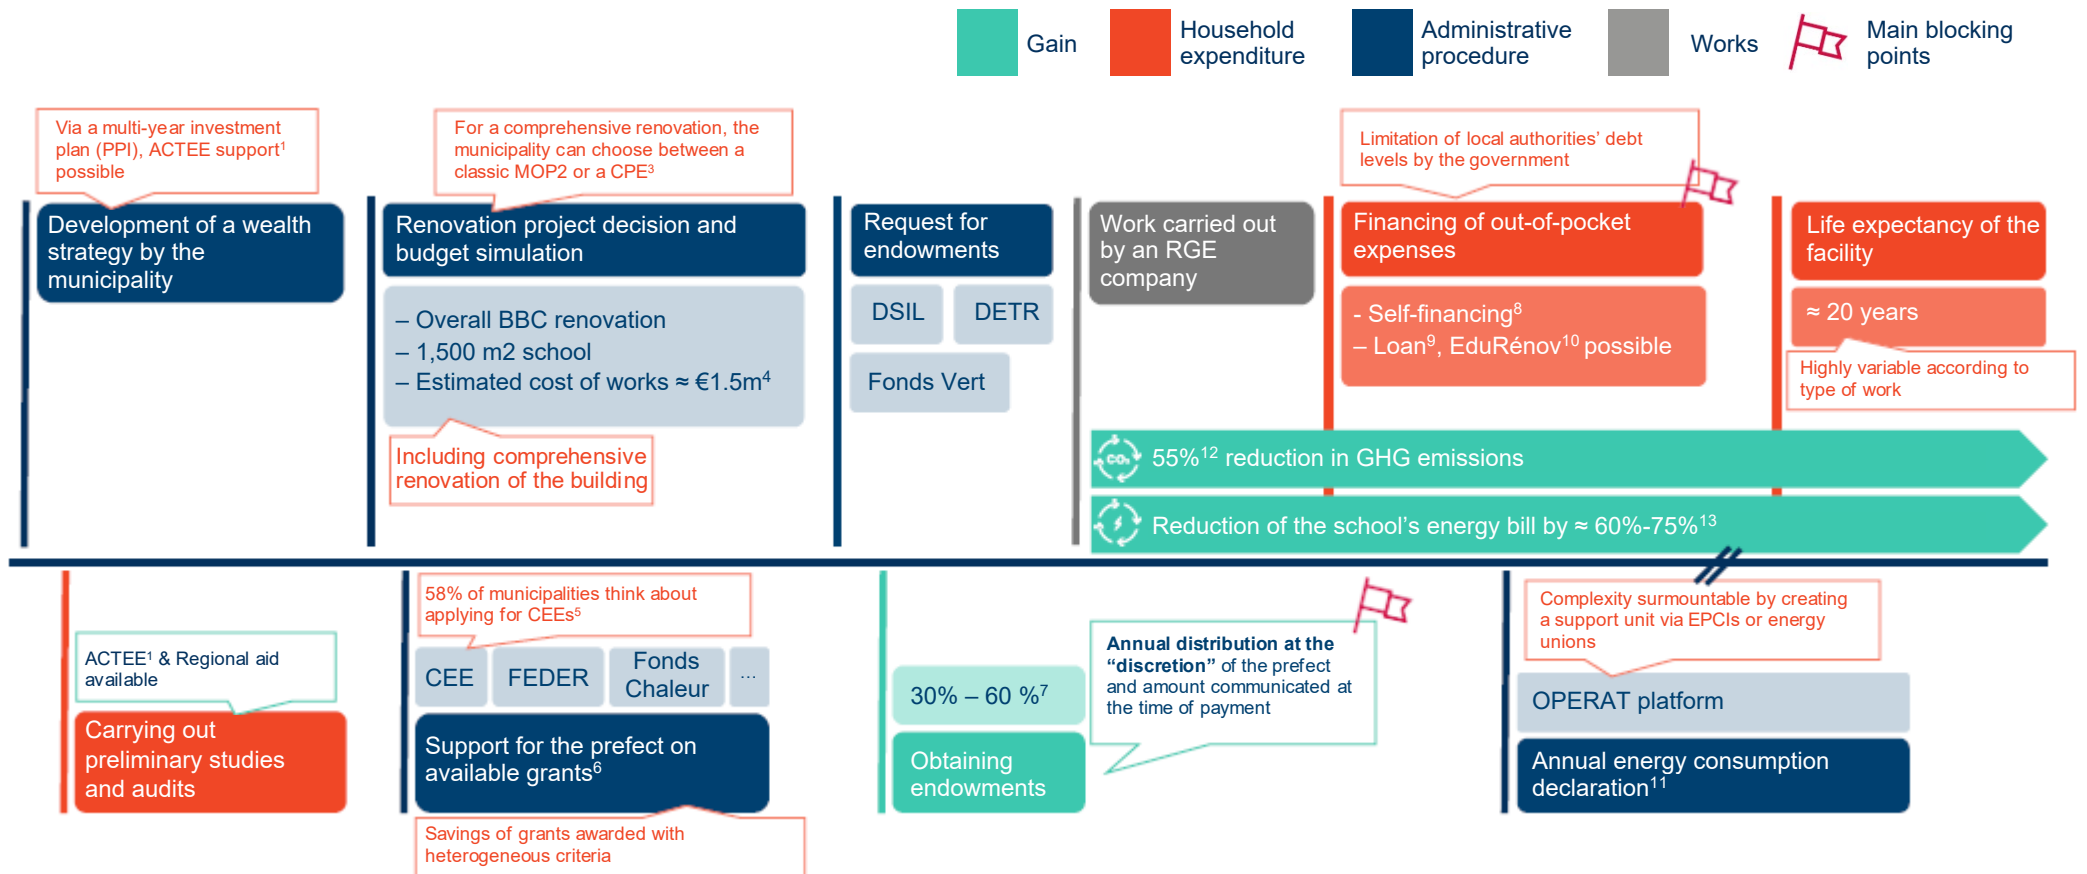 Gain
Household
expenditure
Administrative
procedure
Works
Main blocking
points
Via a multi-year investment
plan (PPI), ACTEE support¹
possible
For a comprehensive renovation, the
municipality can choose between a
classic MOP2 or a CPE³
Limitation of local authorities’ debt
levels by the government
Development of a wealth
strategy by the
municipality
Renovation project decision and
budget simulation
– Overall BBC renovation
– 1,500 m2 school
– Estimated cost of works ≈ €1.5m⁴
Including comprehensive
renovation of the building
Request for
endowments
DSIL
DETR
Fonds Vert
Work carried out
by an RGE
company
Financing of out-of-pocket
expenses
- Self-financing⁸
– Loan⁹, EduRénov¹⁰ possible
Life expectancy of the
facility
≈ 20 years
Highly variable according to
type of work
CO₂
55%¹² reduction in GHG emissions
Reduction of the school’s energy bill by ≈ 60%-75%¹³
ACTEE¹ & Regional aid
available
Carrying out
preliminary studies
and audits
58% of municipalities think about
applying for CEEs⁵
CEE
FEDER
Fonds
Chaleur
...
Support for the prefect on
available grants⁶
Savings of grants awarded with
heterogeneous criteria
30% – 60 %⁷
Obtaining
endowments
Annual distribution at the
“discretion” of the prefect
and amount communicated at
the time of payment
Complexity surmountable by creating
a support unit via EPCIs or energy
unions
OPERAT platform
Annual energy consumption
declaration¹¹